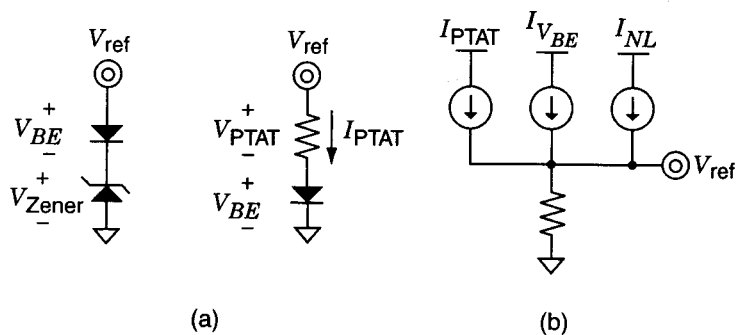 V_ref
+
V_BE
−
+
V_Zener
−
V_ref
+
V_PTAT
−
I_PTAT
+
V_BE
−
(a)
I_PTAT
I_V_BE
I_NL
V_ref
(b)